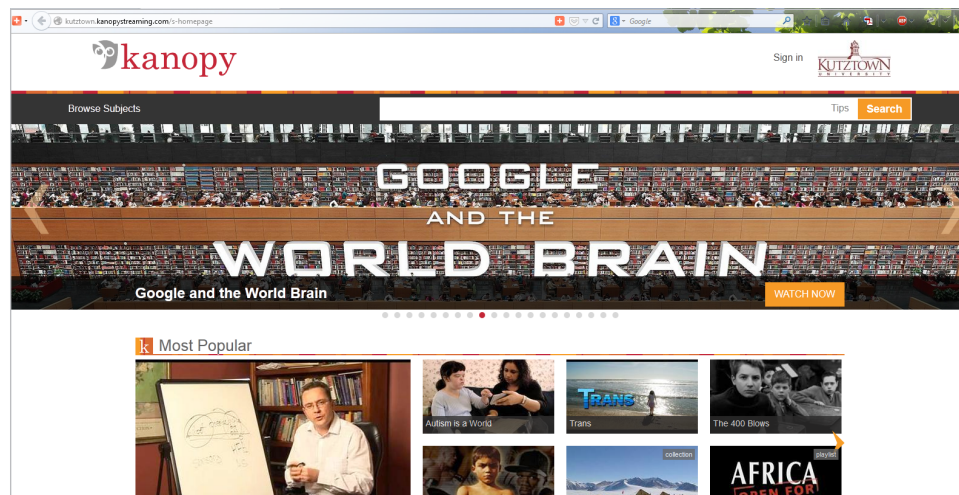 kutztown.kanopystreaming.com/s-homepage
Google
kanopy
Sign in
KUTZTOWN
UNIVERSITY
Browse Subjects
Tips
Search
GOOGLE
AND THE
WORLD BRAIN
Google and the World Brain
WATCH NOW
k Most Popular
Autism is a World
Trans
TRANS
The 400 Blows
collection
playlist
AFRICA
OPEN FOR